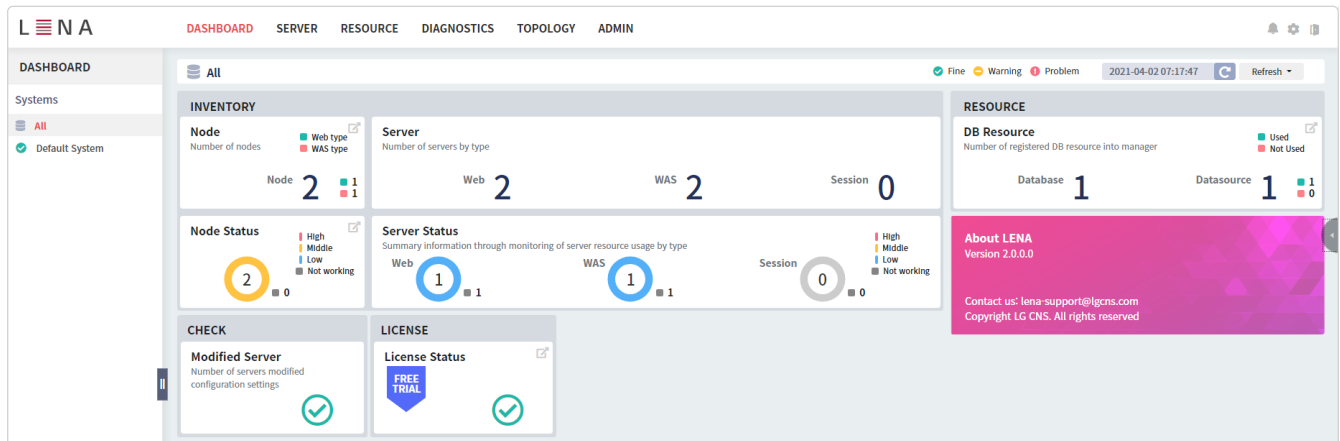 LENA
DASHBOARD SERVER RESOURCE DIAGNOSTICS TOPOLOGY ADMIN
DASHBOARD
Systems
All
Default System
All
Fine Warning Problem 2021-04-02 07:17:47 Refresh
INVENTORY
Node
Number of nodes
Web type
WAS type
Node 2 1
1
Server
Number of servers by type
Web 2 WAS 2 Session 0
Node Status
High
Middle
Low
Not working
2 0
Server Status
Summary information through monitoring of server resource usage by type
High
Middle
Low
Not working
Web 1 1 WAS 1 1 Session 0 0
RESOURCE
DB Resource
Number of registered DB resource into manager
Used
Not Used
Database 1 Datasource 1 1
0
About LENA
Version 2.0.0.0
Contact us: lena-support@lgcns.com
Copyright LG CNS. All rights reserved
CHECK
Modified Server
Number of servers modified
configuration settings
LICENSE
License Status
FREE
TRIAL